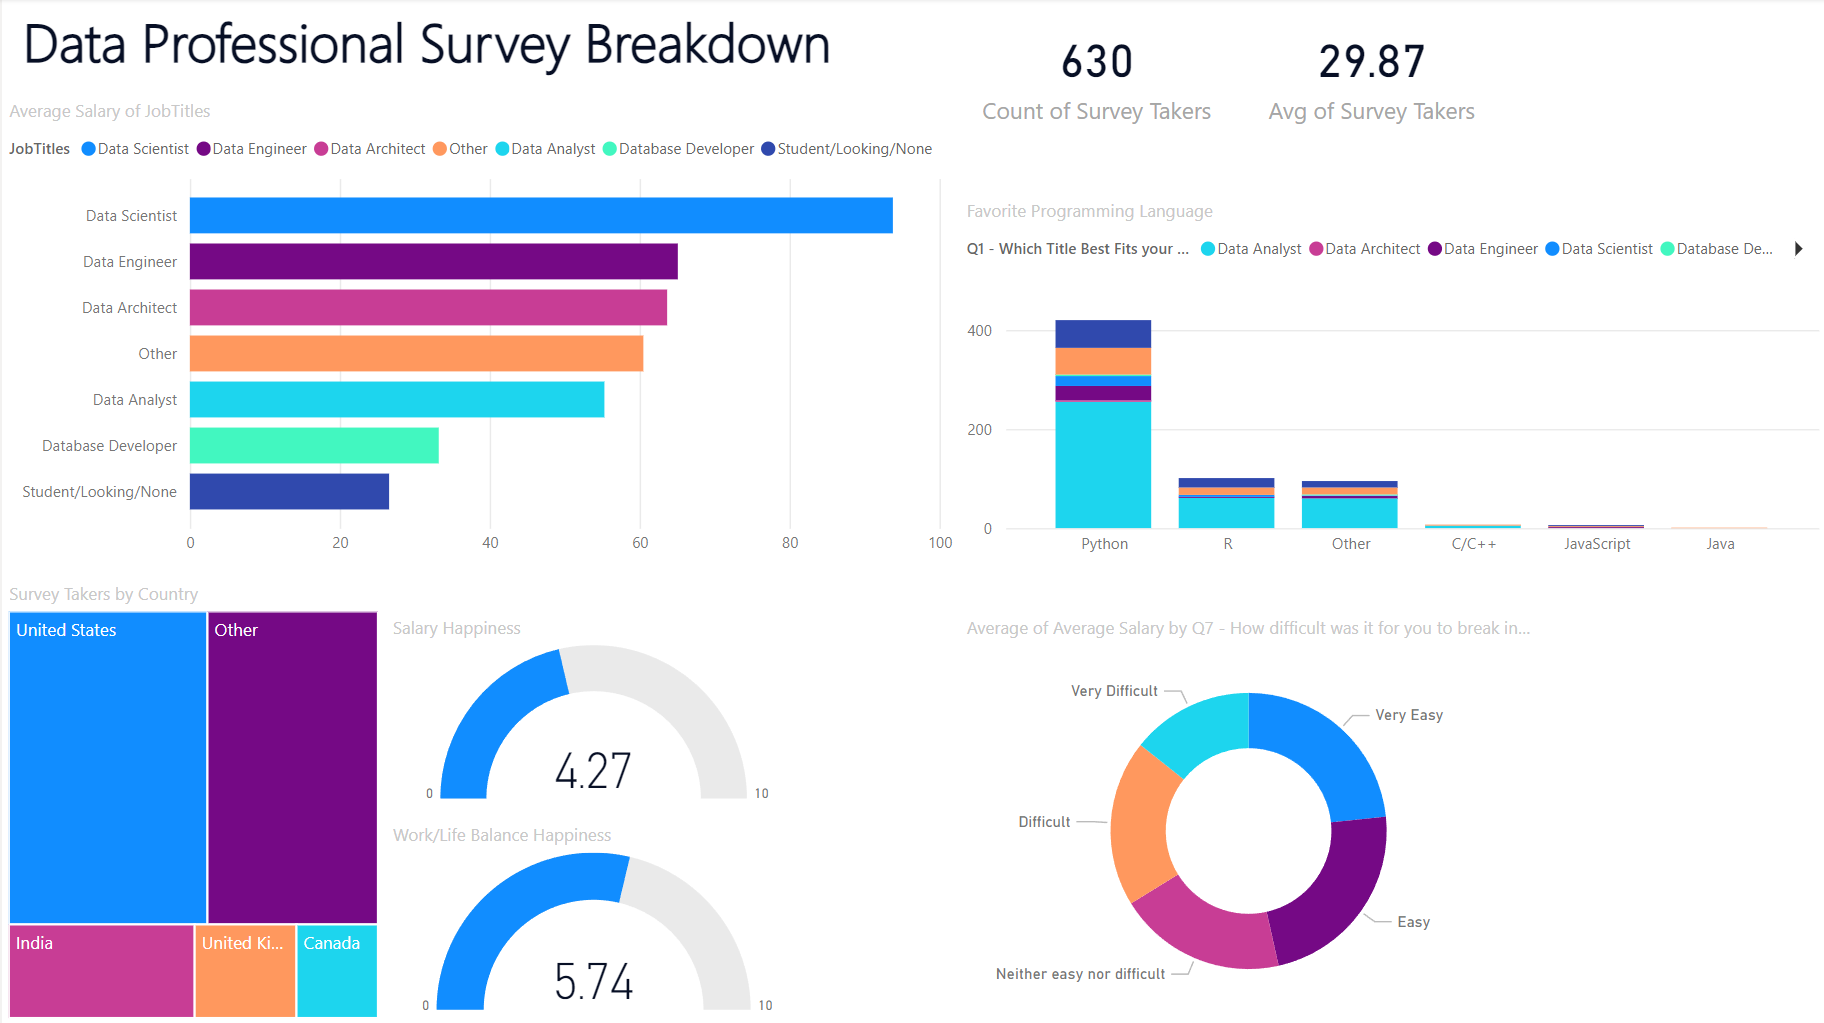 Data Professional Survey Breakdown
630
Count of Survey Takers
29.87
Avg of Survey Takers
Average Salary of JobTitles
JobTitles Data Scientist Data Engineer Data Architect Other Data Analyst Database Developer Student/Looking/None
Data Scientist
Data Engineer
Data Architect
Other
Data Analyst
Database Developer
Student/Looking/None
0 20 40 60 80 100
Favorite Programming Language
Q1 - Which Title Best Fits your ... Data Analyst Data Architect Data Engineer Data Scientist Database De...
400
200
0
Python R Other C/C++ JavaScript Java
Survey Takers by Country
United States
Other
India
United Ki...
Canada
Salary Happiness
4.27
0 10
Work/Life Balance Happiness
5.74
0 10
Average of Average Salary by Q7 - How difficult was it for you to break in...
Very Difficult
Very Easy
Difficult
Easy
Neither easy nor difficult